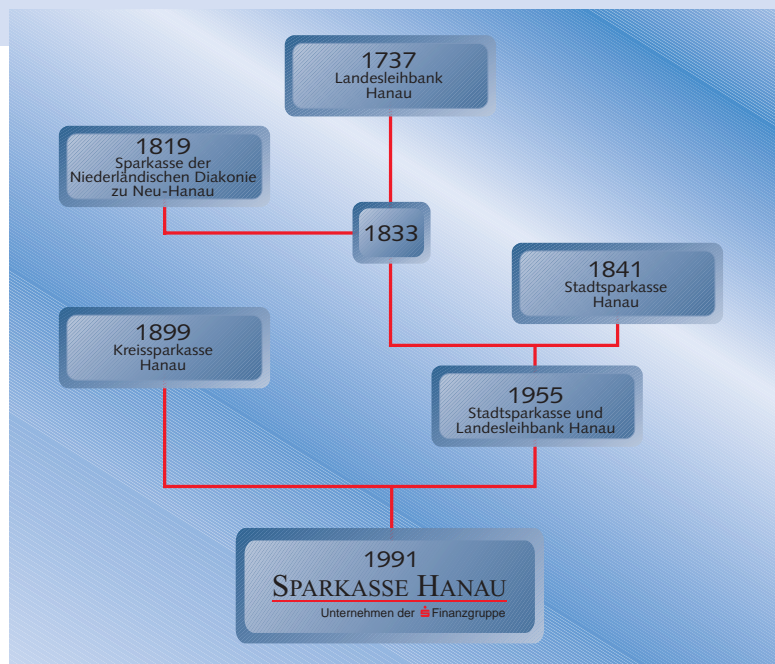 1737
Landesleihbank
Hanau
1819
Sparkasse der
Niederländischen Diakonie
zu Neu-Hanau
1833
1841
Stadtsparkasse
Hanau
1899
Kreissparkasse
Hanau
1955
Stadtsparkasse und
Landesleihbank Hanau
1991
SPARKASSE HANAU
Unternehmen der Finanzgruppe